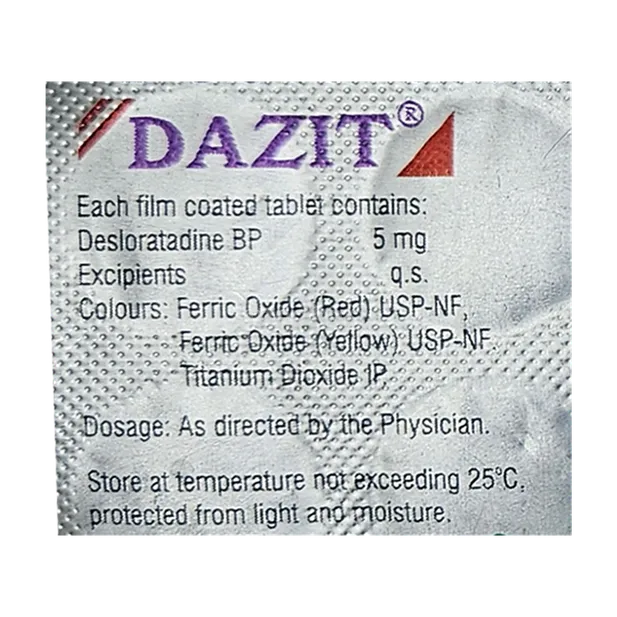 DAZIT®
Each film coated tablet contains:
Desloratadine BP 5 mg
Excipients q.s.
Colours: Ferric Oxide (Red) USP-NF,
Ferric Oxide (Yellow) USP-NF.
Titanium Dioxide IP.
Dosage: As directed by the Physician.
Store at temperature not exceeding 25°C,
protected from light and moisture.